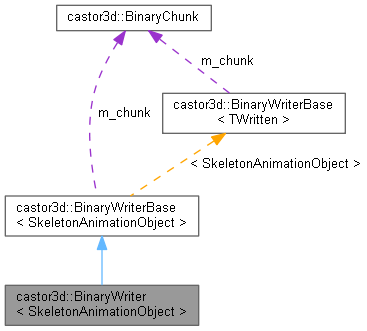 castor3d::BinaryChunk
m_chunk
m_chunk
castor3d::BinaryWriterBase
< TWritten >
< SkeletonAnimationObject >
castor3d::BinaryWriterBase
< SkeletonAnimationObject >
castor3d::BinaryWriter
< SkeletonAnimationObject >